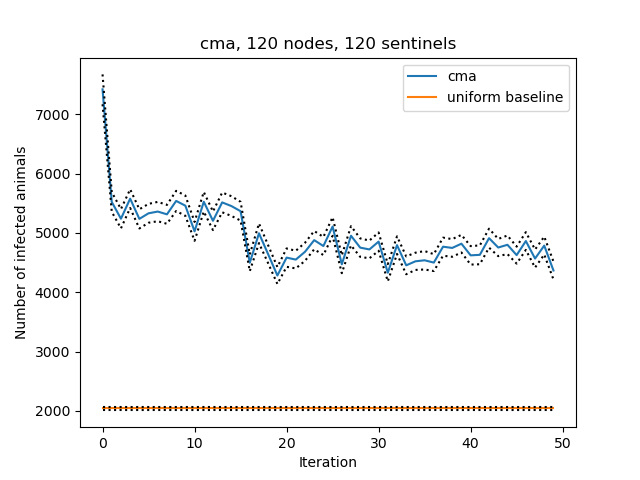 cma, 120 nodes, 120 sentinels
cma
uniform baseline
Number of infected animals
7000
6000
5000
4000
3000
2000
0 10 20 30 40 50
Iteration